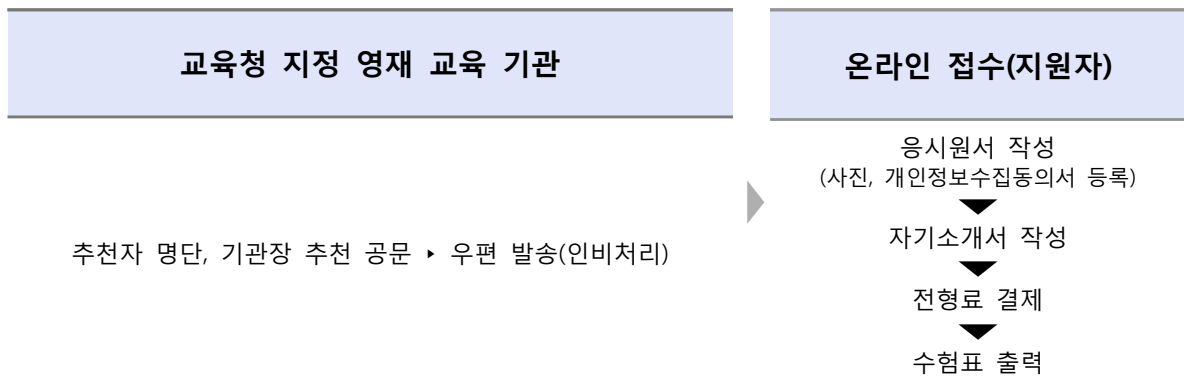 교육청 지정 영재 교육 기관
추천자 명단, 기관장 추천 공문 ▸ 우편 발송(인비처리)
온라인 접수(지원자)
응시원서 작성
(사진, 개인정보수집동의서 등록)
자기소개서 작성
전형료 결제
수험표 출력